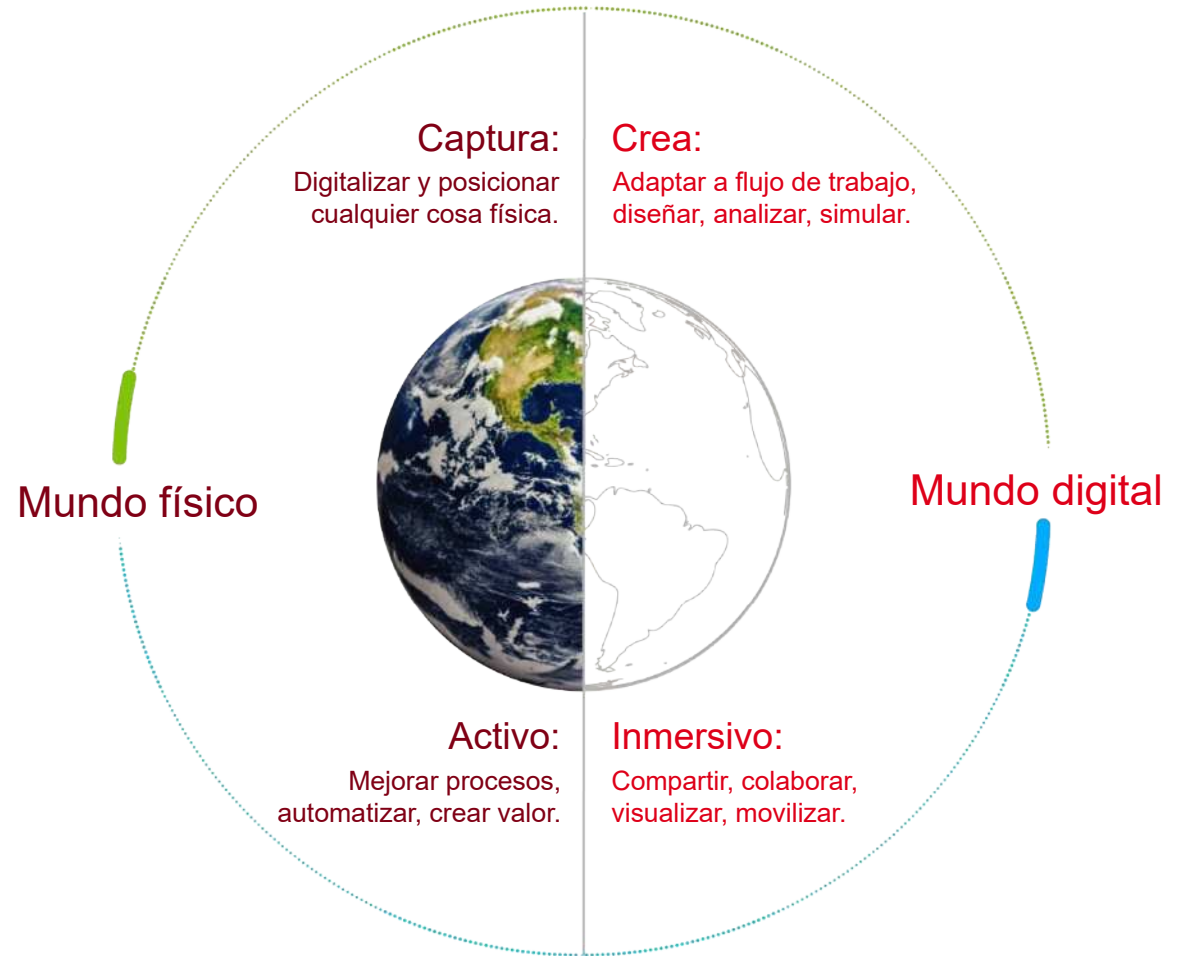 Captura:
Digitalizar y posicionar
cualquier cosa física.
Crea:
Adaptar a flujo de trabajo,
diseñar, analizar, simular.
Mundo físico
Mundo digital
Activo:
Mejorar procesos,
automatizar, crear valor.
Inmersivo:
Compartir, colaborar,
visualizar, movilizar.